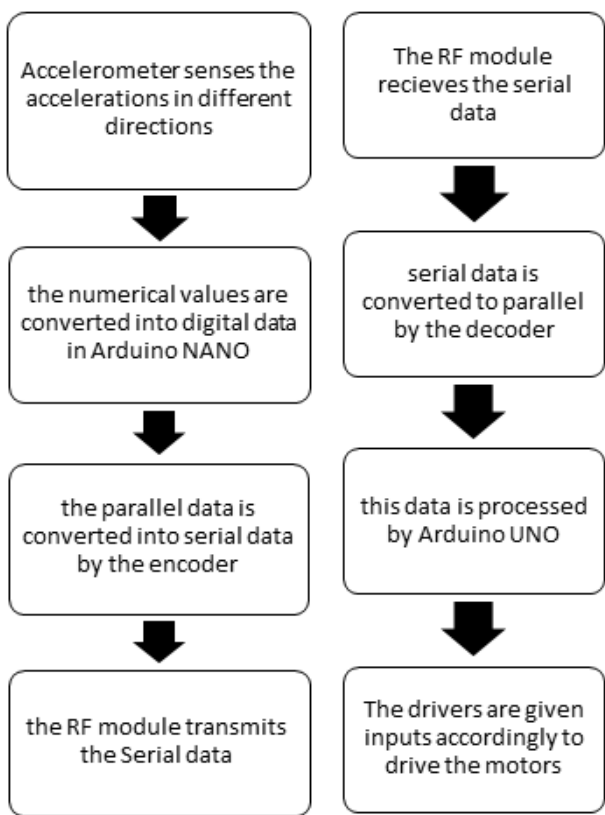 Accelerometer senses the
accelerations in different
directions
the numerical values are
converted into digital data
in Arduino NANO
the parallel data is
converted into serial data
by the encoder
the RF module transmits
the Serial data
The RF module
recieves the serial
data
serial data is
converted to parallel
by the decoder
this data is processed
by Arduino UNO
The drivers are given
inputs accordingly to
drive the motors